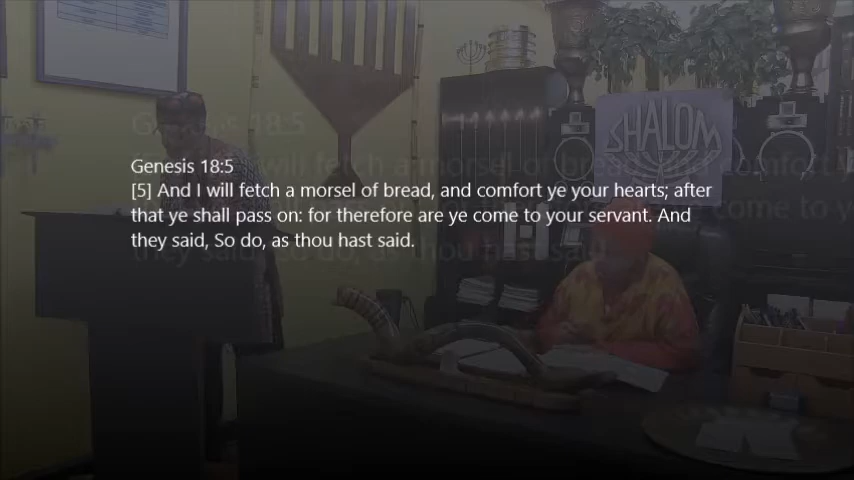 SHALOM
Genesis 18:5
[5] And I will fetch a morsel of bread, and comfort ye your hearts; after
that ye shall pass on: for therefore are ye come to your servant. And
they said, So do, as thou hast said.